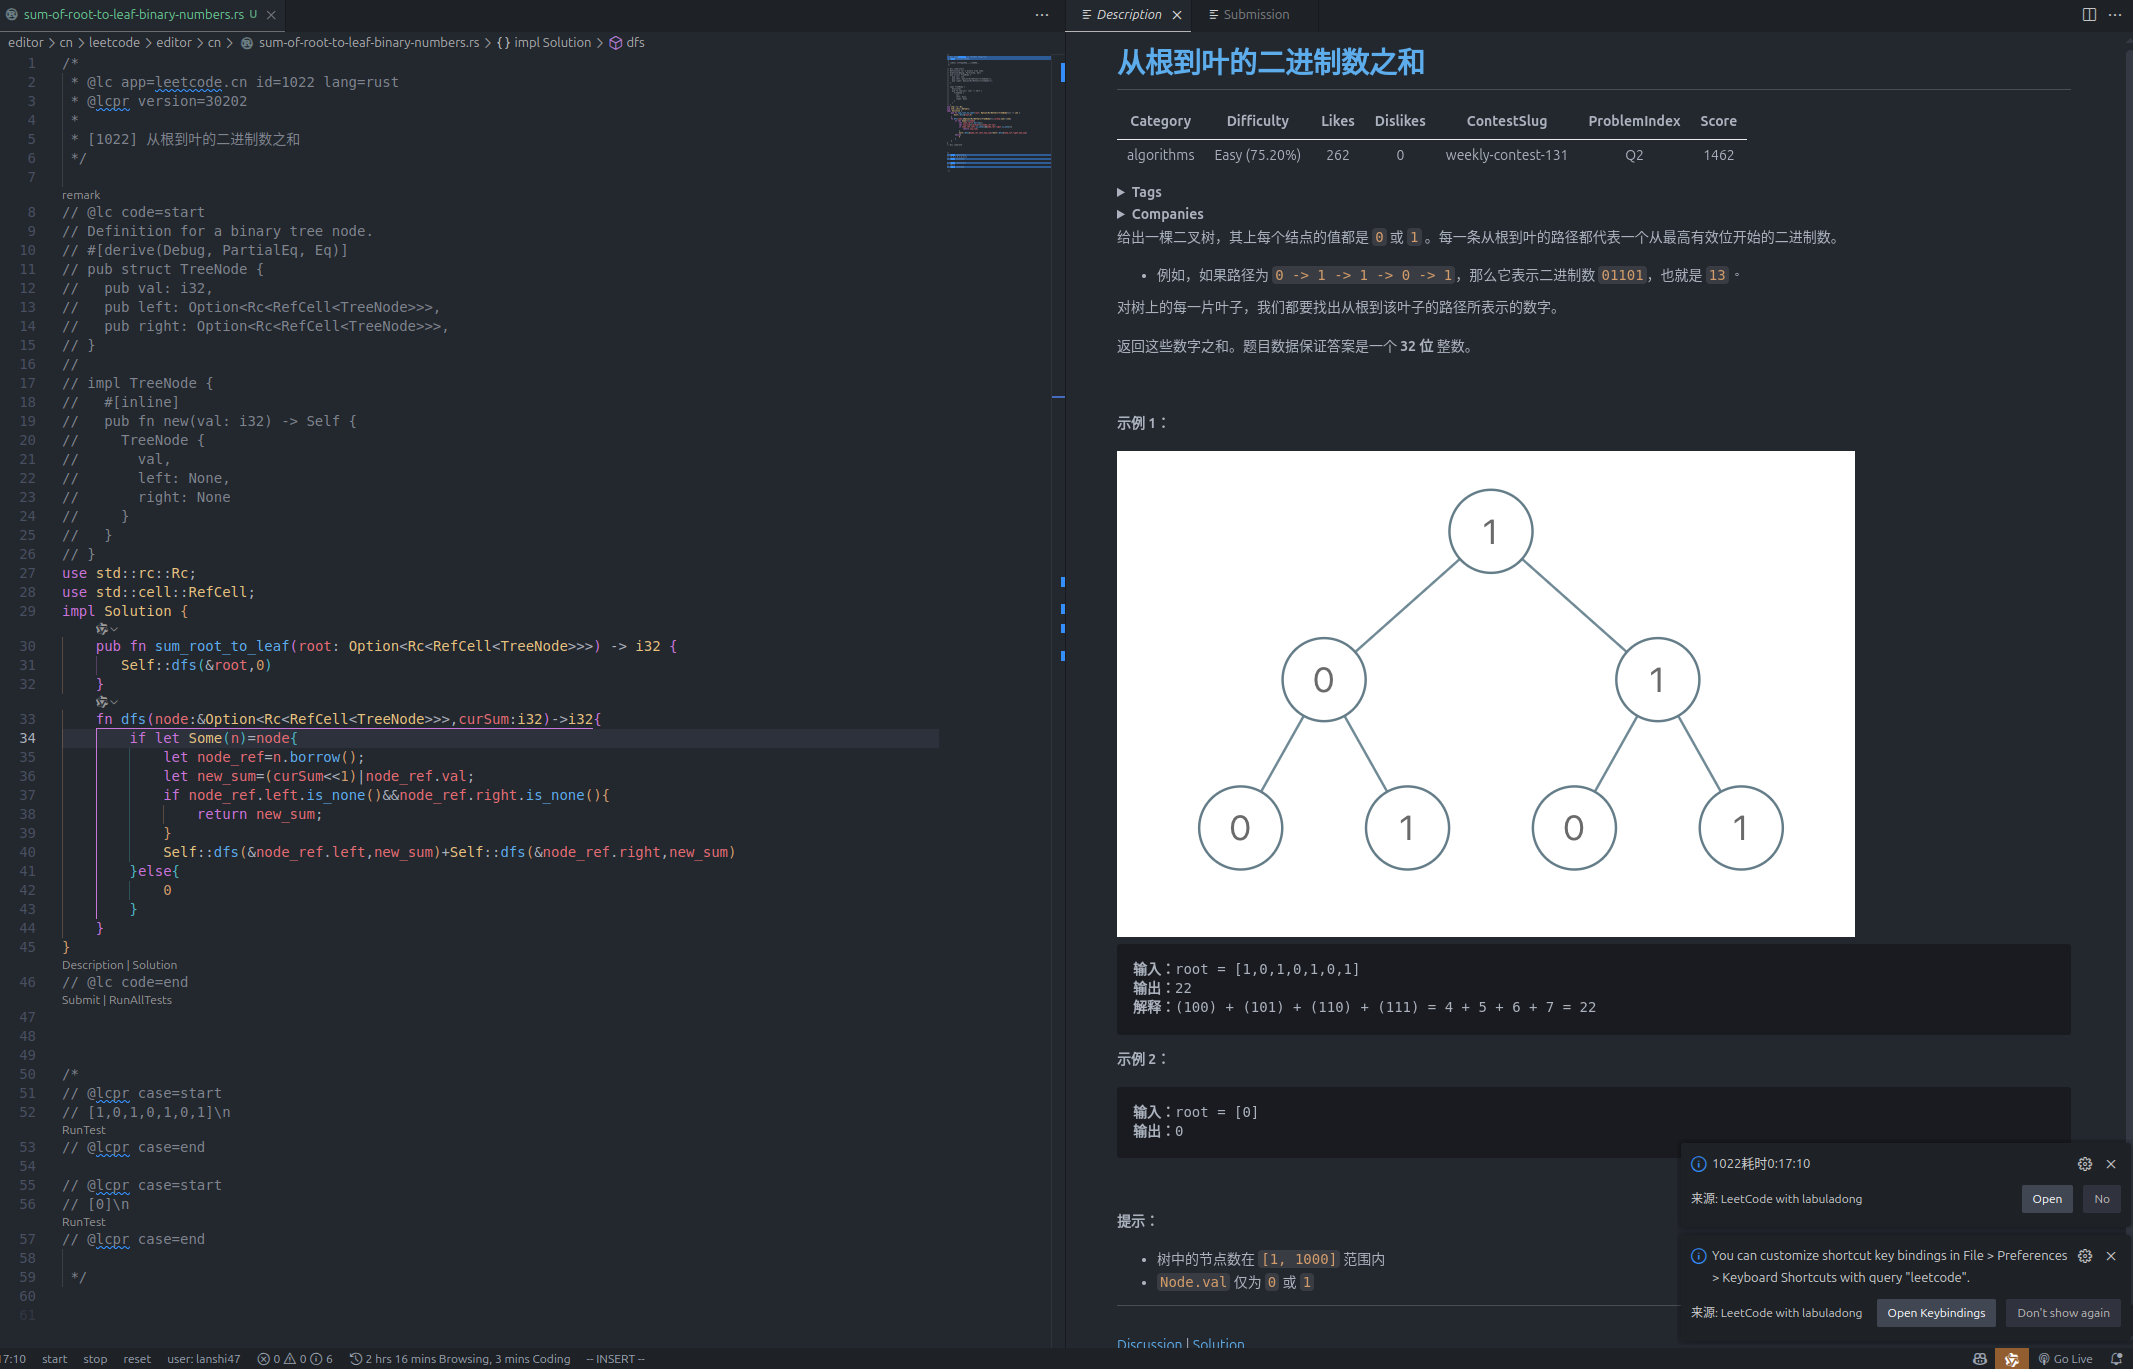 sum-of-root-to-leaf-binary-numbers.rs U
editor > cn > leetcode > editor > cn > sum-of-root-to-leaf-binary-numbers.rs > {} impl Solution > dfs
1 /*
2  * @lc app=leetcode.cn id=1022 lang=rust
3  * @lcpr version=30202
4  *
5  * [1022] 从根到叶的二进制数之和
6  */
7
remark
8 // @lc code=start
9 // Definition for a binary tree node.
10 // #[derive(Debug, PartialEq, Eq)]
11 // pub struct TreeNode {
12 //   pub val: i32,
13 //   pub left: Option<Rc<RefCell<TreeNode>>>,
14 //   pub right: Option<Rc<RefCell<TreeNode>>>,
15 // }
16 //
17 // impl TreeNode {
18 //   #[inline]
19 //   pub fn new(val: i32) -> Self {
20 //     TreeNode {
21 //       val,
22 //       left: None,
23 //       right: None
24 //     }
25 //   }
26 // }
27 use std::rc::Rc;
28 use std::cell::RefCell;
29 impl Solution {
30     pub fn sum_root_to_leaf(root: Option<Rc<RefCell<TreeNode>>>) -> i32 {
31        Self::dfs(&root,0)
32     }
33     fn dfs(node:&Option<Rc<RefCell<TreeNode>>>,curSum:i32)->i32{
34         if let Some(n)=node{
35             let node_ref=n.borrow();
36             let new_sum=(curSum<<1)|node_ref.val;
37             if node_ref.left.is_none()&&node_ref.right.is_none(){
38                 return new_sum;
39             }
40             Self::dfs(&node_ref.left,new_sum)+Self::dfs(&node_ref.right,new_sum)
41         }else{
42             0
43         }
44     }
45 }
Description | Solution
46 // @lc code=end
Submit | RunAllTests
47
48
49
50 /*
51 // @lcpr case=start
52 // [1,0,1,0,1,0,1]\n
RunTest
53 // @lcpr case=end
54
55 // @lcpr case=start
56 // [0]\n
RunTest
57 // @lcpr case=end
58
59  */
60
61
Description Submission
从根到叶的二进制数之和
Category Difficulty Likes Dislikes ContestSlug ProblemIndex Score
algorithms Easy (75.20%) 262 0 weekly-contest-131 Q2 1462
Tags
Companies
给出一棵二叉树，其上每个结点的值都是 0 或 1 。每一条从根到叶的路径都代表一个从最高有效位开始的二进制数。
• 例如，如果路径为 0 -> 1 -> 1 -> 0 -> 1，那么它表示二进制数 01101，也就是 13 。
对树上的每一片叶子，我们都要找出从根到该叶子的路径所表示的数字。
返回这些数字之和。题目数据保证答案是一个 32 位 整数。
示例 1：
1
0 1
0 1 0 1
输入：root = [1,0,1,0,1,0,1]
输出：22
解释：(100) + (101) + (110) + (111) = 4 + 5 + 6 + 7 = 22
示例 2：
输入：root = [0]
输出：0
提示：
• 树中的节点数在 [1, 1000] 范围内
• Node.val 仅为 0 或 1
Discussion | Solution
1022耗时0:17:10
来源: LeetCode with labuladong Open No
You can customize shortcut key bindings in File > Preferences
> Keyboard Shortcuts with query "leetcode".
来源: LeetCode with labuladong Open Keybindings Don't show again
17:10 start stop reset user: lanshi47 0 0 6 2 hrs 16 mins Browsing, 3 mins Coding -- INSERT -- Go Live